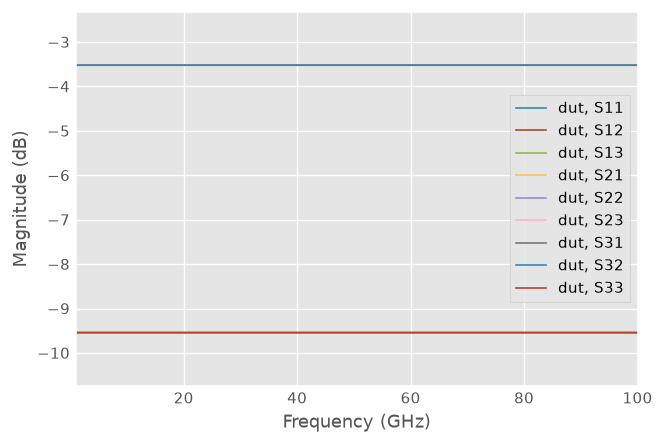 −3
−4
−5
−6
−7
−8
−9
−10
Magnitude (dB)
dut, S11
dut, S12
dut, S13
dut, S21
dut, S22
dut, S23
dut, S31
dut, S32
dut, S33
20
40
60
80
100
Frequency (GHz)